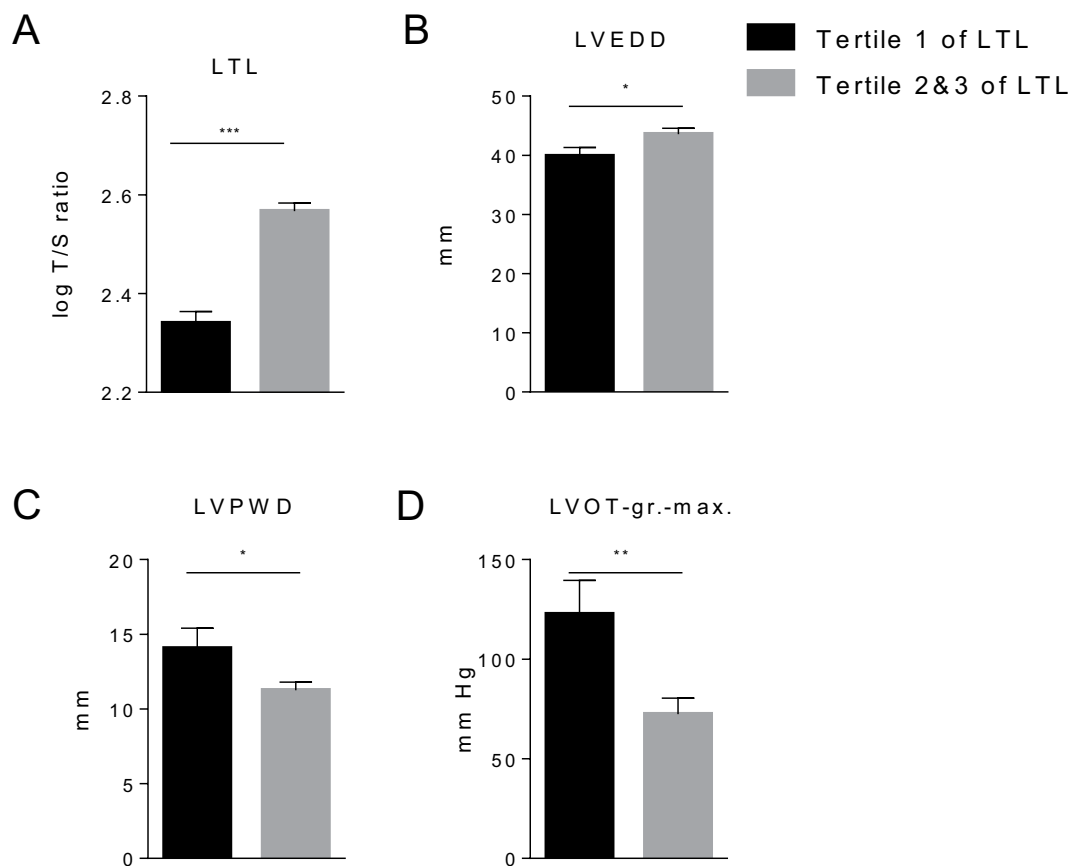 A
LTL
2.8
2.6
2.4
2.2
log T/S ratio
***
B
LVEDD
50
40
30
20
10
0
mm
*
Tertile 1 of LTL
Tertile 2&3 of LTL
C
LVPWD
20
15
10
5
0
mm
*
D
LVOT-gr.-max.
150
100
50
0
mm Hg
**